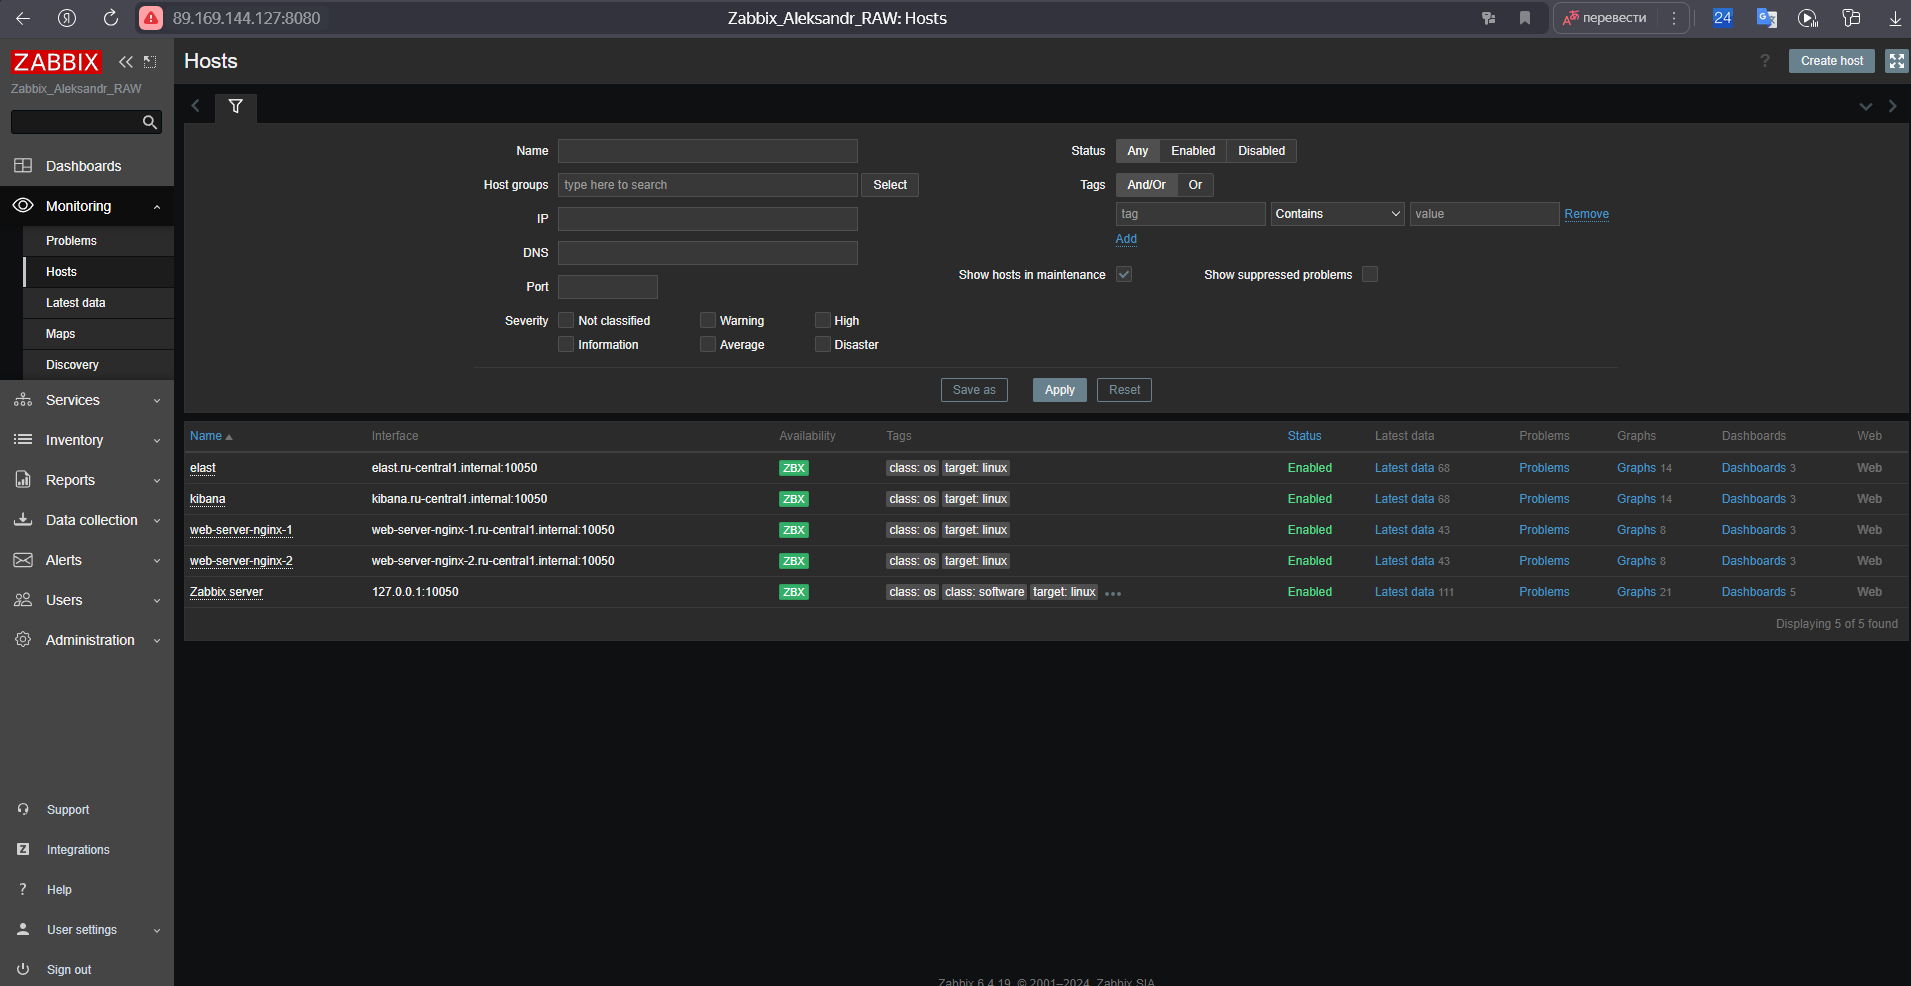 89.169.144.127:8080
Zabbix_Aleksandr_RAW: Hosts
перевести
24
ZABBIX
Zabbix_Aleksandr_RAW
Dashboards
Monitoring
Problems
Hosts
Latest data
Maps
Discovery
Services
Inventory
Reports
Data collection
Alerts
Users
Administration
Support
Integrations
Help
User settings
Sign out
Hosts
? Create host
Name
Host groups type here to search Select
IP
DNS
Port
Severity Not classified Warning High
Information Average Disaster
Status Any Enabled Disabled
Tags And/Or Or
tag Contains value Remove
Add
Show hosts in maintenance Show suppressed problems
Save as Apply Reset
Name Interface Availability Tags Status Latest data Problems Graphs Dashboards Web
elast elast.ru-central1.internal:10050 ZBX class: os target: linux Enabled Latest data 68 Problems Graphs 14 Dashboards 3 Web
kibana kibana.ru-central1.internal:10050 ZBX class: os target: linux Enabled Latest data 68 Problems Graphs 14 Dashboards 3 Web
web-server-nginx-1 web-server-nginx-1.ru-central1.internal:10050 ZBX class: os target: linux Enabled Latest data 43 Problems Graphs 8 Dashboards 3 Web
web-server-nginx-2 web-server-nginx-2.ru-central1.internal:10050 ZBX class: os target: linux Enabled Latest data 43 Problems Graphs 8 Dashboards 3 Web
Zabbix server 127.0.0.1:10050 ZBX class: os class: software target: linux ••• Enabled Latest data 111 Problems Graphs 21 Dashboards 5 Web
Displaying 5 of 5 found
Zabbix 6.4.19. © 2001–2024, Zabbix SIA